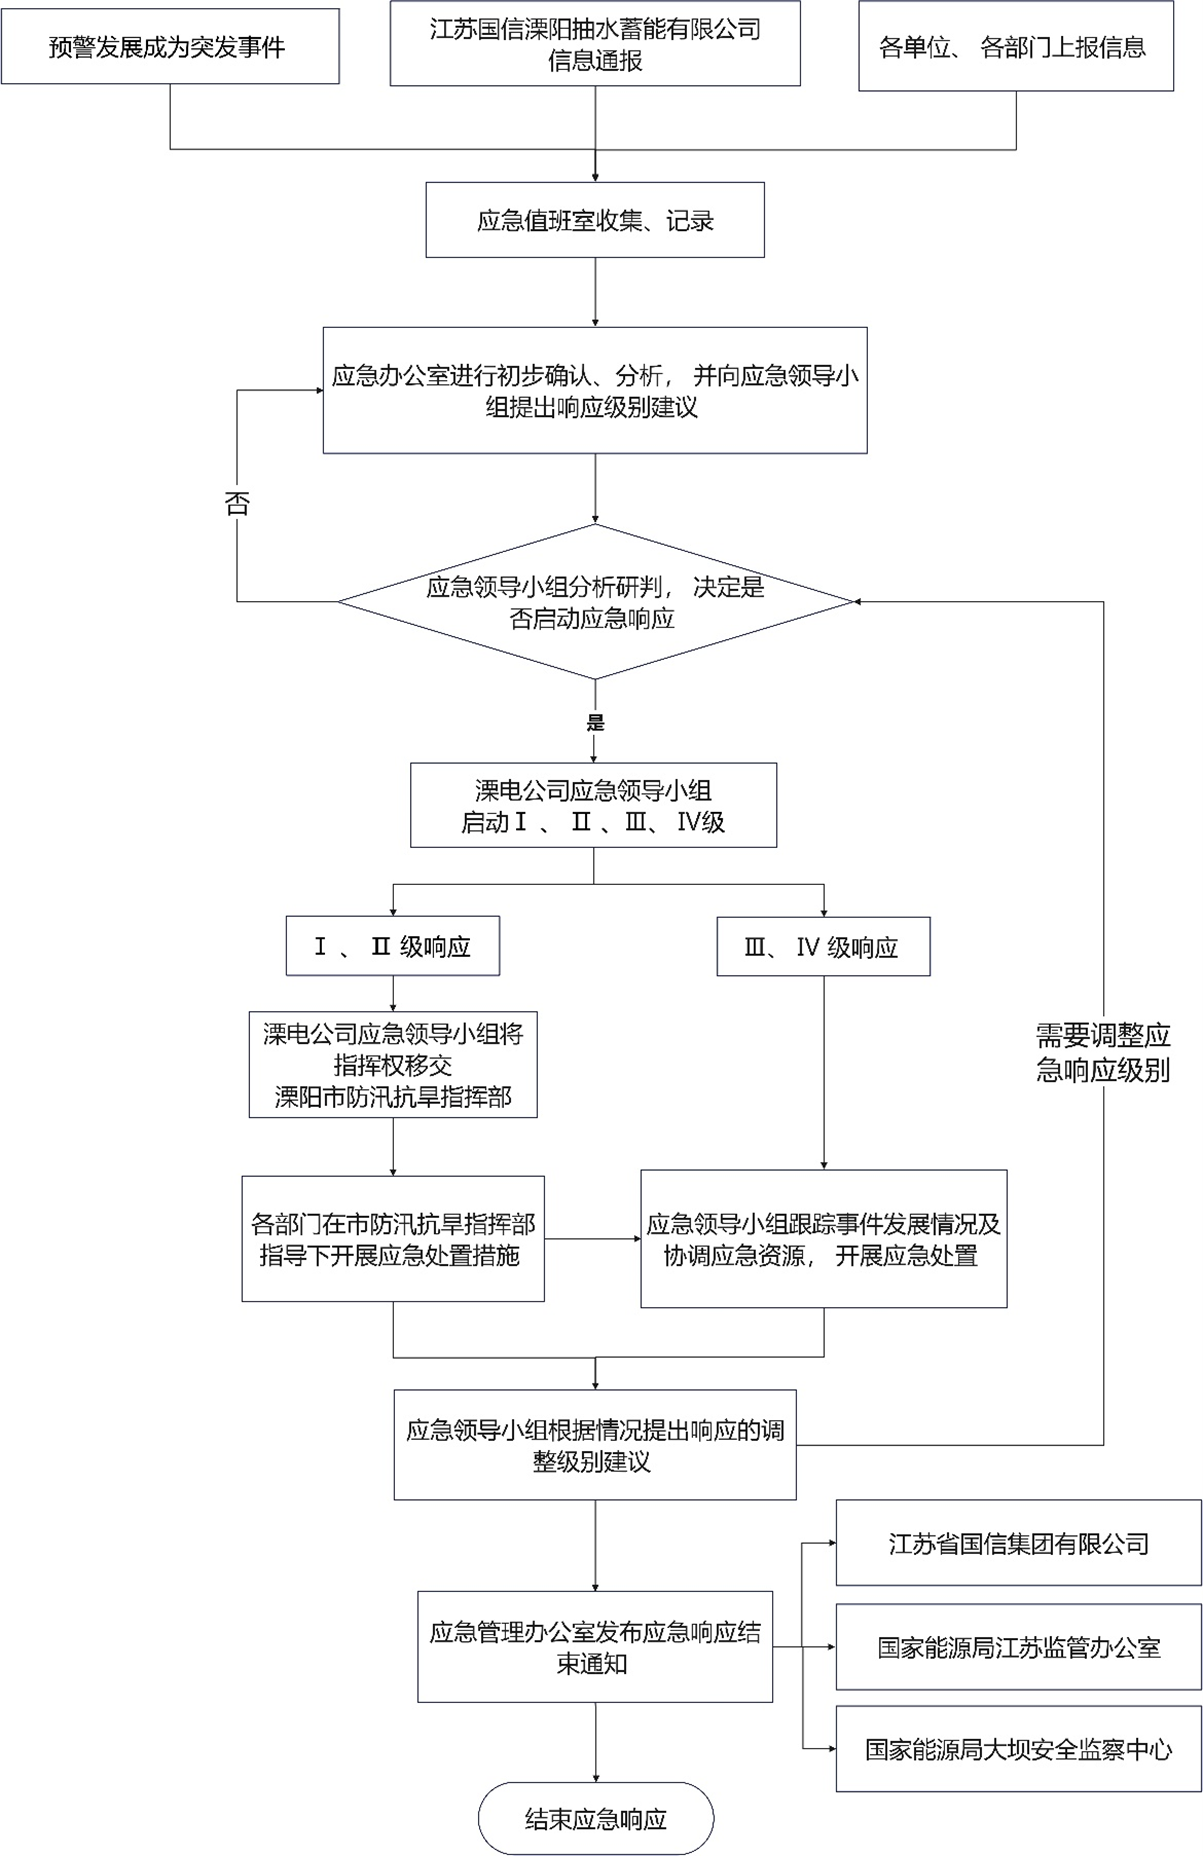 预警发展成为突发事件
江苏国信溧阳抽水蓄能有限公司
信息通报
各单位、各部门上报信息
应急值班室收集、记录
应急办公室进行初步确认、分析，并向应急领导小
组提出响应级别建议
否
应急领导小组分析研判，决定是
否启动应急响应
是
溧电公司应急领导小组
启动Ⅰ、Ⅱ、Ⅲ、Ⅳ级
Ⅰ、Ⅱ级响应
Ⅲ、Ⅳ级响应
溧电公司应急领导小组将
指挥权移交
溧阳市防汛抗旱指挥部
需要调整应
急响应级别
各部门在市防汛抗旱指挥部
指导下开展应急处置措施
应急领导小组跟踪事件发展情况及
协调应急资源，开展应急处置
应急领导小组根据情况提出响应的调
整级别建议
江苏省国信集团有限公司
应急管理办公室发布应急响应结
束通知
国家能源局江苏监管办公室
国家能源局大坝安全监察中心
结束应急响应